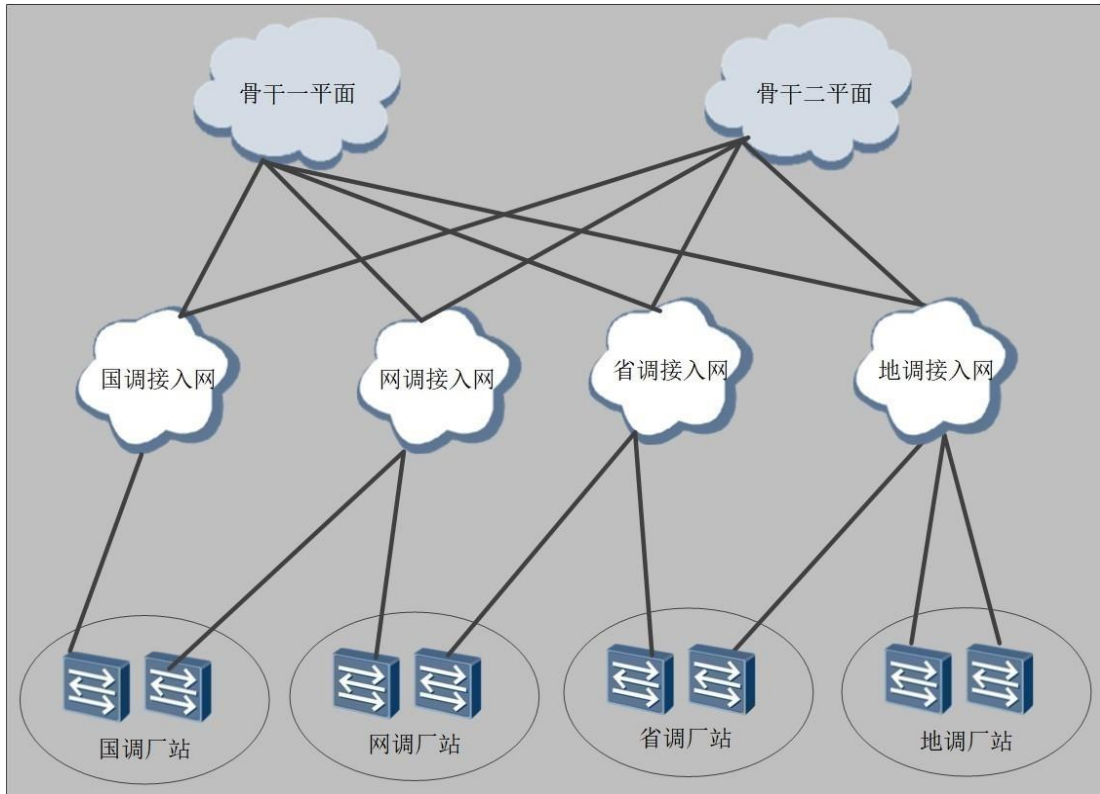 骨干一平面
骨干二平面
国调接入网
网调接入网
省调接入网
地调接入网
国调厂站
网调厂站
省调厂站
地调厂站